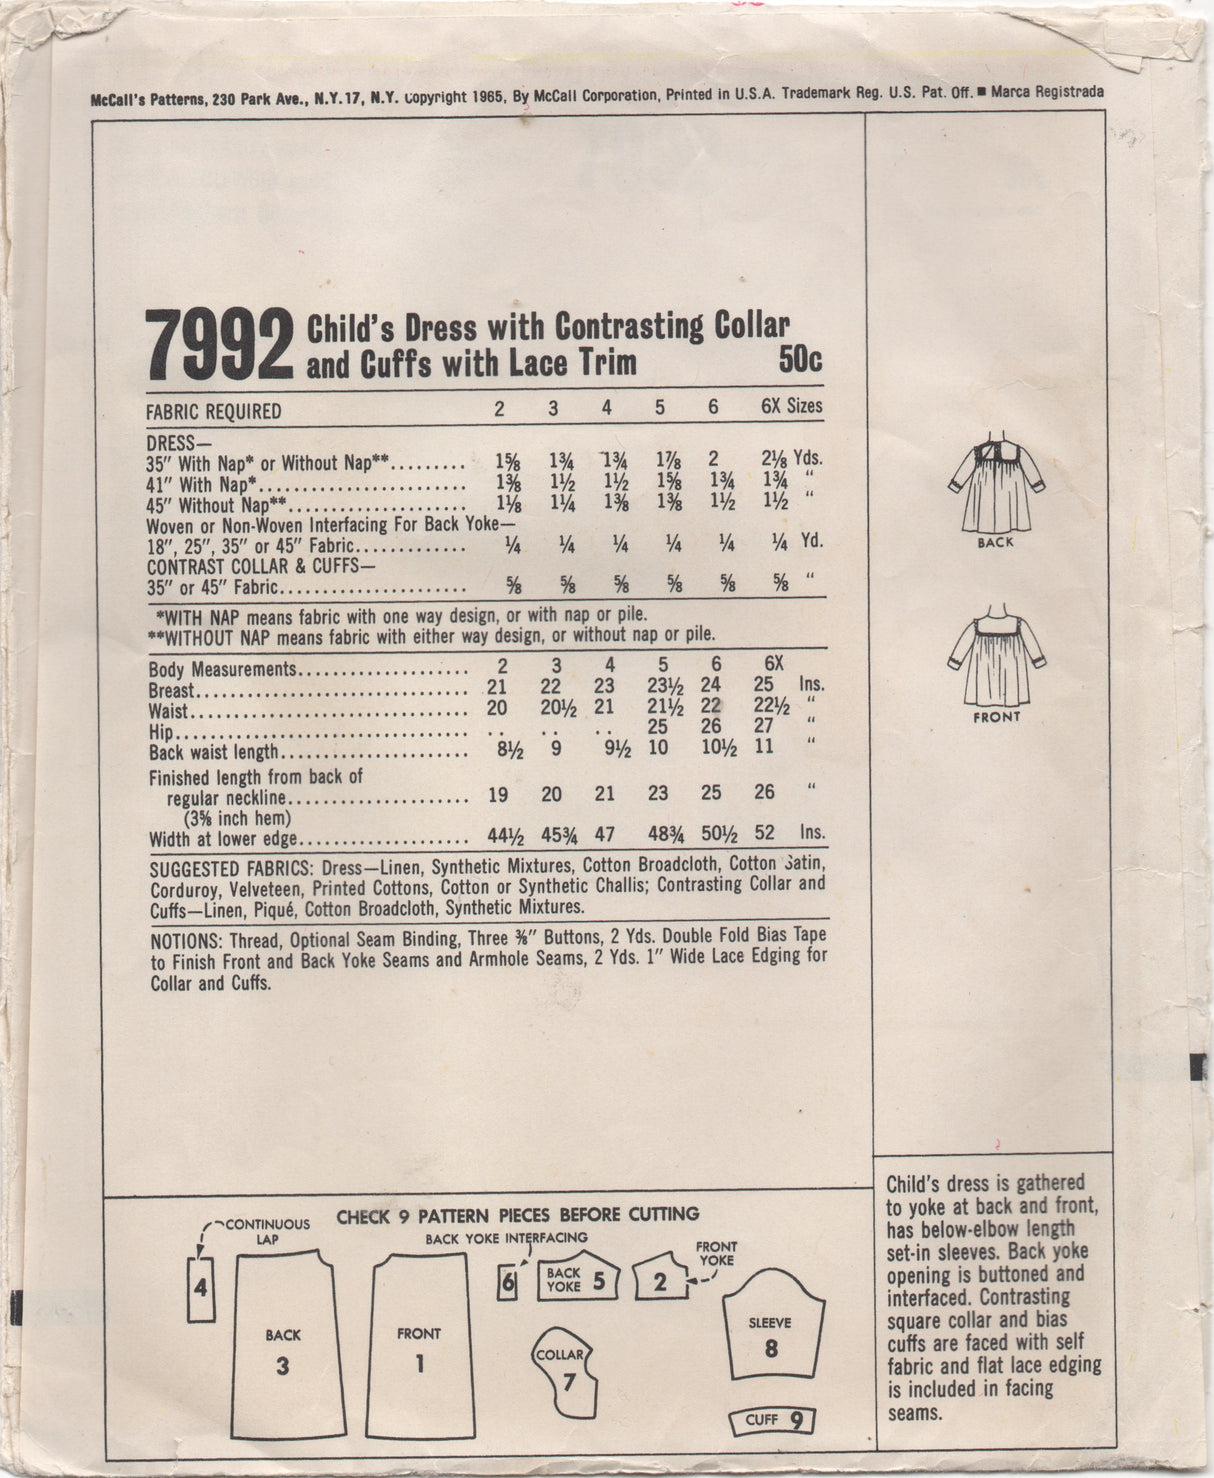 McCall's Patterns, 230 Park Ave., N.Y. 17, N.Y. Copyright 1965, By McCall Corporation, Printed in U.S.A. Trademark Reg. U.S. Pat. Off. ■ Marca Registrada
7992 Child's Dress with Contrasting Collar
and Cuffs with Lace Trim 50c
FABRIC REQUIRED 2 3 4 5 6 6X Sizes
DRESS—
35" With Nap* or Without Nap**......... 1⅝ 1¾ 1¾ 1⅞ 2 2⅛ Yds.
41" With Nap*........................... 1⅜ 1½ 1½ 1⅝ 1¾ 1¾ "
45" Without Nap**....................... 1⅛ 1¼ 1⅜ 1⅜ 1½ 1½ "
Woven or Non-Woven Interfacing For Back Yoke—
18", 25", 35" or 45" Fabric............. ¼ ¼ ¼ ¼ ¼ ¼ Yd.
CONTRAST COLLAR & CUFFS—
35" or 45" Fabric....................... ⅝ ⅝ ⅝ ⅝ ⅝ ⅝ "
*WITH NAP means fabric with one way design, or with nap or pile.
**WITHOUT NAP means fabric with either way design, or without nap or pile.
Body Measurements..................... 2 3 4 5 6 6X
Breast................................. 21 22 23 23½ 24 25 Ins.
Waist.................................. 20 20½ 21 21½ 22 22½ "
Hip.................................... .. .. .. 25 26 27 "
Back waist length....................... 8½ 9 9½ 10 10½ 11 "
Finished length from back of
regular neckline...................... 19 20 21 23 25 26 "
(3⅝ inch hem)
Width at lower edge..................... 44½ 45¾ 47 48¾ 50½ 52 Ins.
SUGGESTED FABRICS: Dress—Linen, Synthetic Mixtures, Cotton Broadcloth, Cotton Satin,
Corduroy, Velveteen, Printed Cottons, Cotton or Synthetic Challis; Contrasting Collar and
Cuffs—Linen, Piqué, Cotton Broadcloth, Synthetic Mixtures.
NOTIONS: Thread, Optional Seam Binding, Three ⅜" Buttons, 2 Yds. Double Fold Bias Tape
to Finish Front and Back Yoke Seams and Armhole Seams, 2 Yds. 1" Wide Lace Edging for
Collar and Cuffs.
BACK
FRONT
CHECK 9 PATTERN PIECES BEFORE CUTTING
CONTINUOUS
LAP
4
BACK
3
FRONT
1
BACK YOKE INTERFACING
6
BACK
YOKE 5
2
FRONT
YOKE
COLLAR
7
SLEEVE
8
CUFF 9
Child's dress is gathered
to yoke at back and front,
has below-elbow length
set-in sleeves. Back yoke
opening is buttoned and
interfaced. Contrasting
square collar and bias
cuffs are faced with self
fabric and flat lace edging
is included in facing
seams.